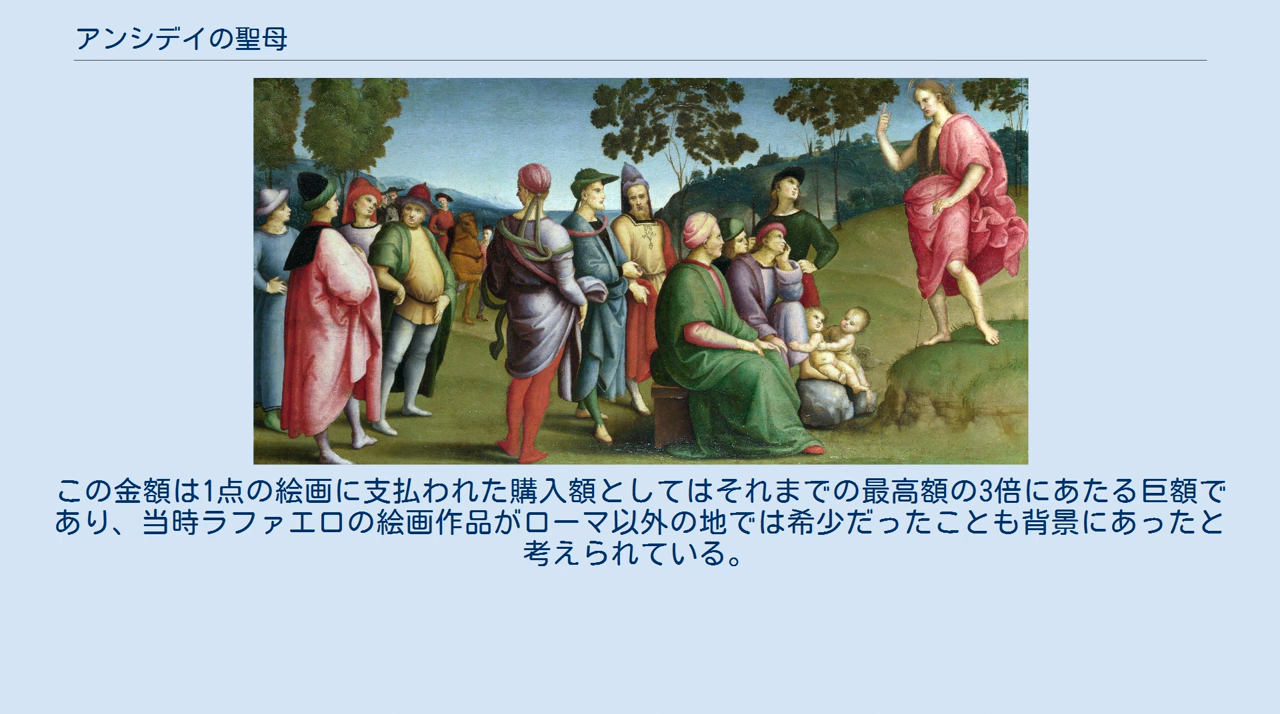 アンシデイの聖母
この金額は1点の絵画に支払われた購入額としてはそれまでの最高額の3倍にあたる巨額で
あり、当時ラファエロの絵画作品がローマ以外の地では希少だったことも背景にあったと
考えられている。